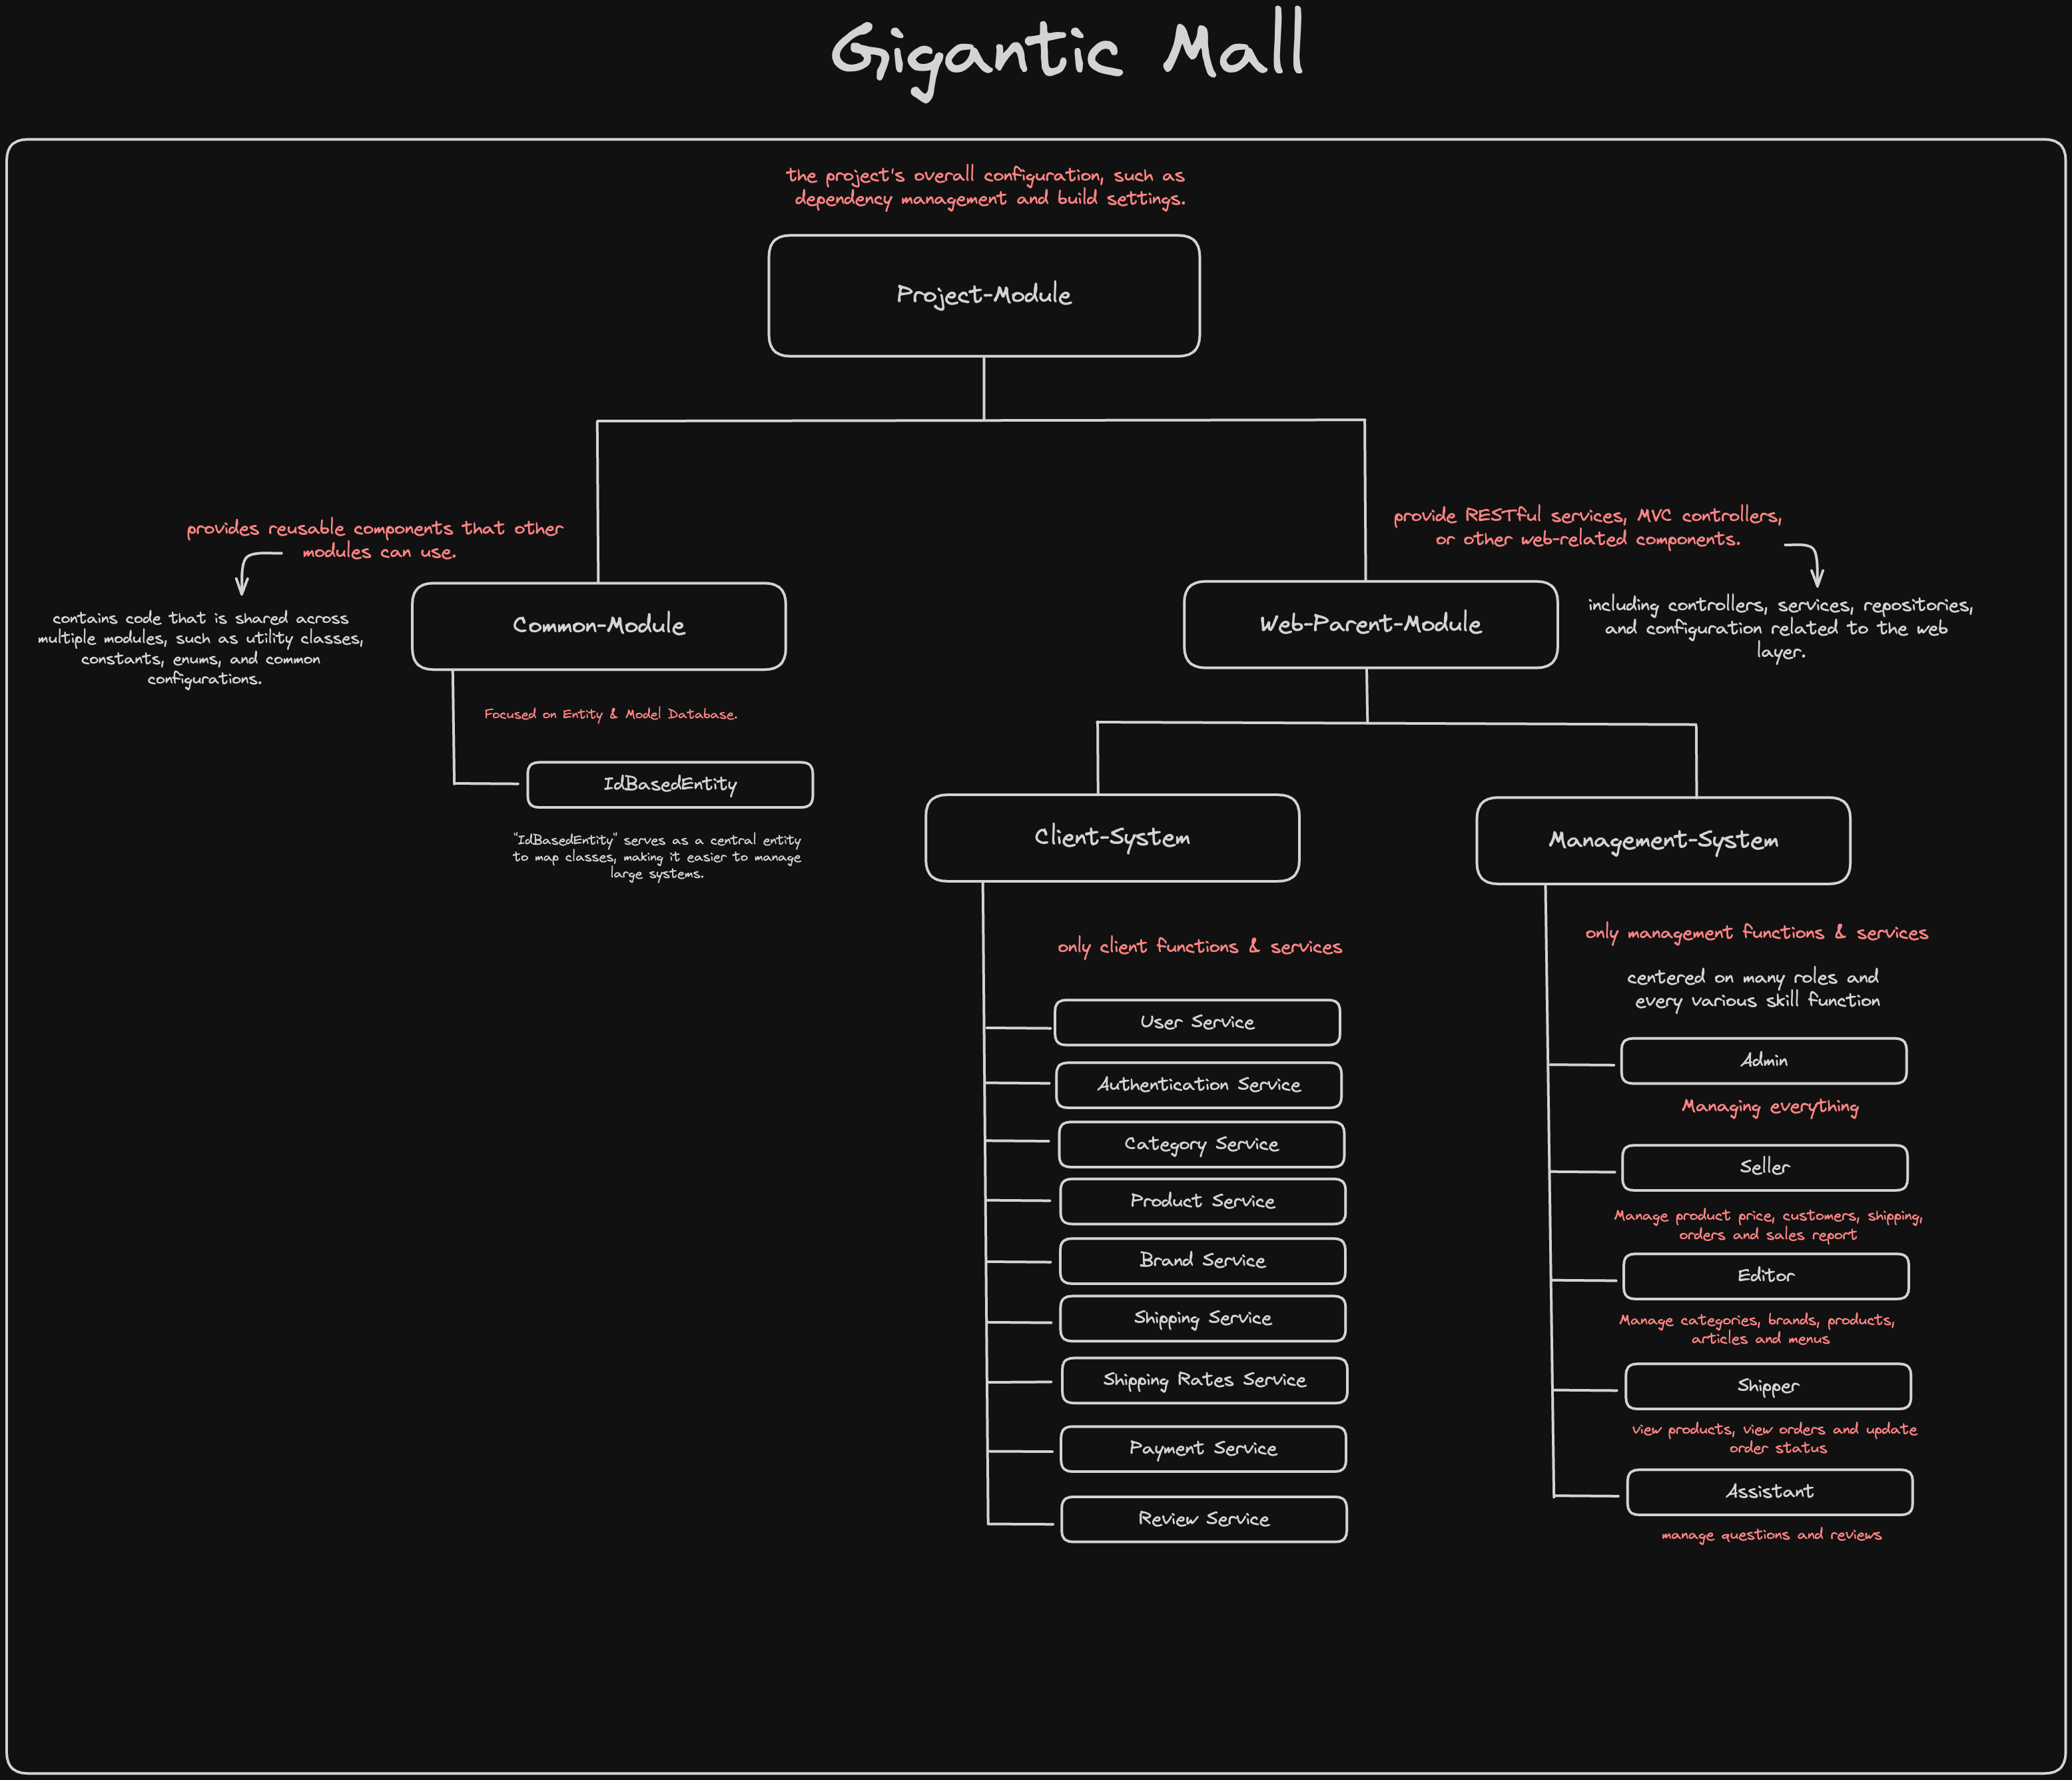 Gigantic Mall
the project's overall configuration, such as
dependency management and build settings.
Project-Module
provides reusable components that other
modules can use.
contains code that is shared across
multiple modules, such as utility classes,
constants, enums, and common
configurations.
Common-Module
Focused on Entity & Model Database.
IdBasedEntity
"IdBasedEntity" serves as a central entity
to map classes, making it easier to manage
large systems.
provide RESTful services, MVC controllers,
or other web-related components.
Web-Parent-Module
including controllers, services, repositories,
and configuration related to the web
layer.
Client-System
only client functions & services
User Service
Authentication Service
Category Service
Product Service
Brand Service
Shipping Service
Shipping Rates Service
Payment Service
Review Service
Management-System
only management functions & services
centered on many roles and
every various skill function
Admin
Managing everything
Seller
Manage product price, customers, shipping,
orders and sales report
Editor
Manage categories, brands, products,
articles and menus
Shipper
view products, view orders and update
order status
Assistant
manage questions and reviews